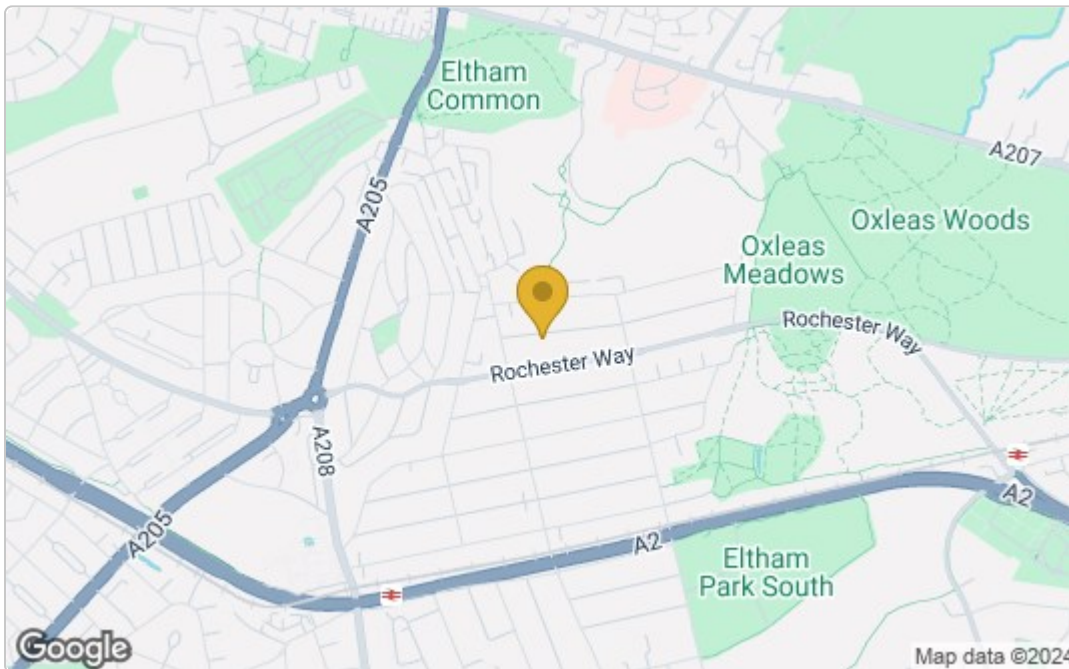 Eltham
Common
A207
A205
Oxleas Woods
Oxleas
Meadows
Rochester Way
Rochester Way
A208
A205
A2
A2
Eltham
Park South
Google
Map data ©2024